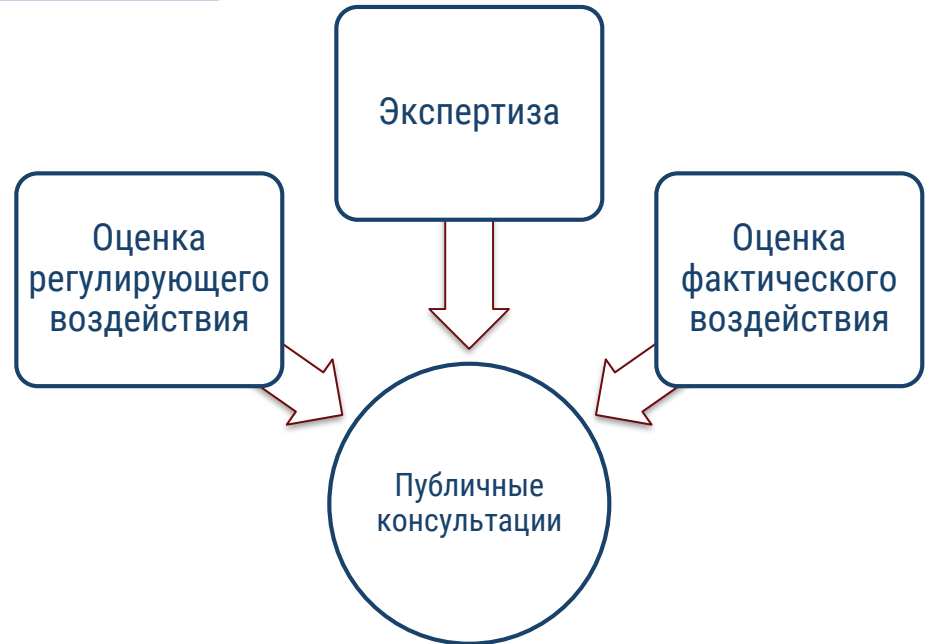 Экспертиза
Оценка
регулирующего
воздействия
Оценка
фактического
воздействия
Публичные
консультации